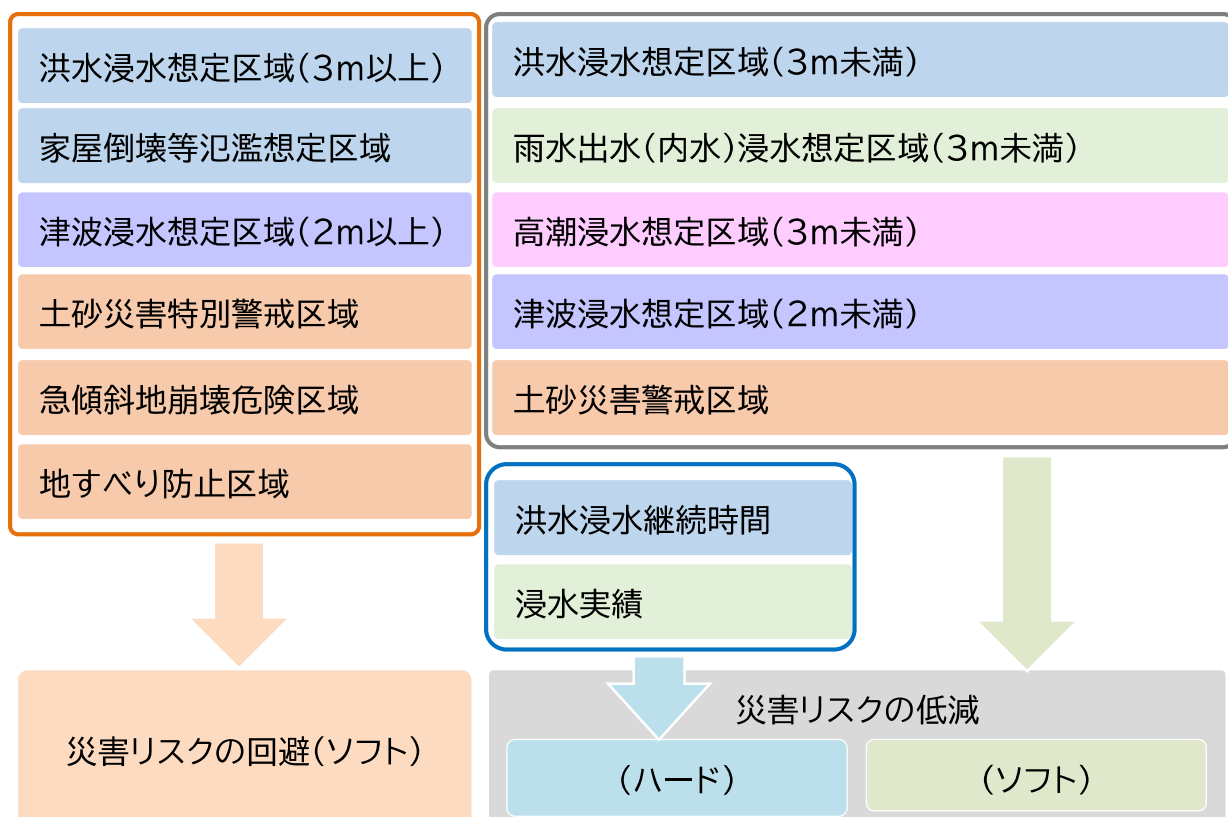 洪水浸水想定区域（3m以上）
家屋倒壊等氾濫想定区域
津波浸水想定区域（2m以上）
土砂災害特別警戒区域
急傾斜地崩壊危険区域
地すべり防止区域
災害リスクの回避（ソフト）
洪水浸水想定区域（3m未満）
雨水出水（内水）浸水想定区域（3m未満）
高潮浸水想定区域（3m未満）
津波浸水想定区域（2m未満）
土砂災害警戒区域
洪水浸水継続時間
浸水実績
災害リスクの低減
（ハード）
（ソフト）